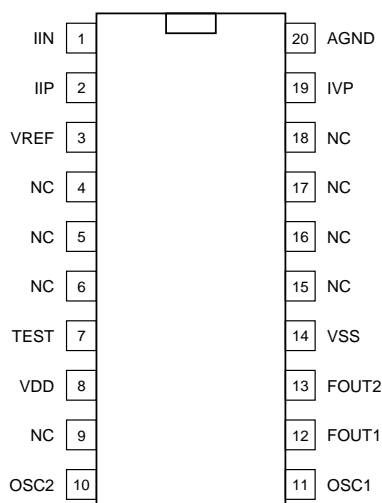 IIN 1 20 AGND
IIP 2 19 IVP
VREF 3 18 NC
NC 4 17 NC
NC 5 16 NC
NC 6 15 NC
TEST 7 14 VSS
VDD 8 13 FOUT2
NC 9 12 FOUT1
OSC2 10 11 OSC1